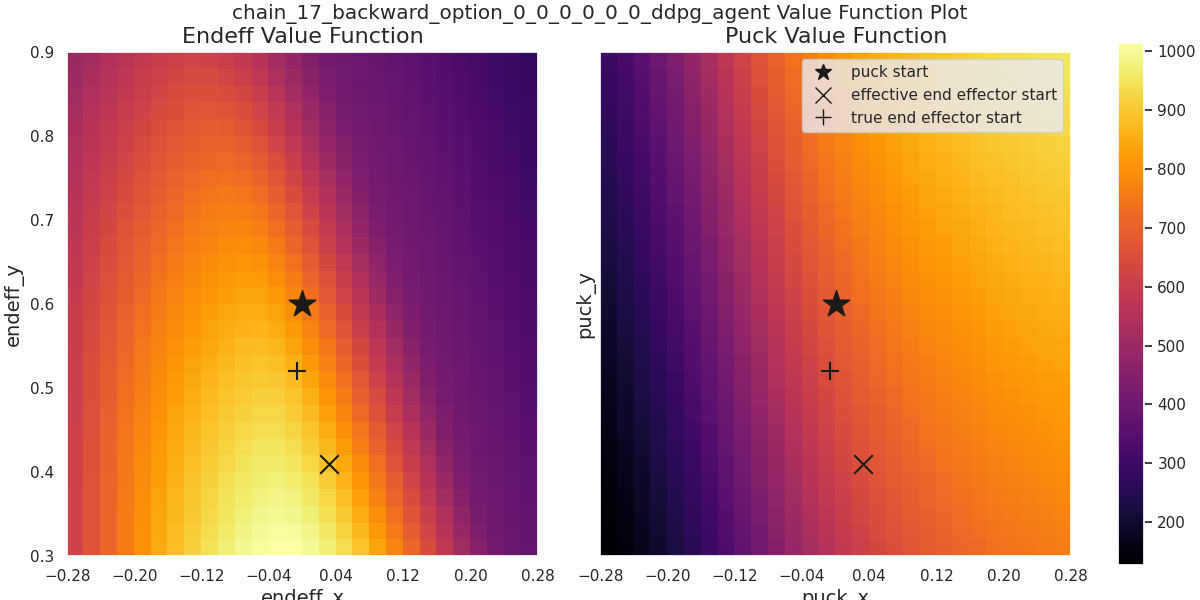 chain_17_backward_option_0_0_0_0_0_0_ddpg_agent Value Function Plot
Endeff Value Function
Puck Value Function
0.9
0.8
0.7
0.6
0.5
0.4
0.3
endeff_y
−0.28 −0.20 −0.12 −0.04 0.04 0.12 0.20 0.28
endeff_x
puck_y
puck start
effective end effector start
true end effector start
−0.28 −0.20 −0.12 −0.04 0.04 0.12 0.20 0.28
puck_x
1000
900
800
700
600
500
400
300
200